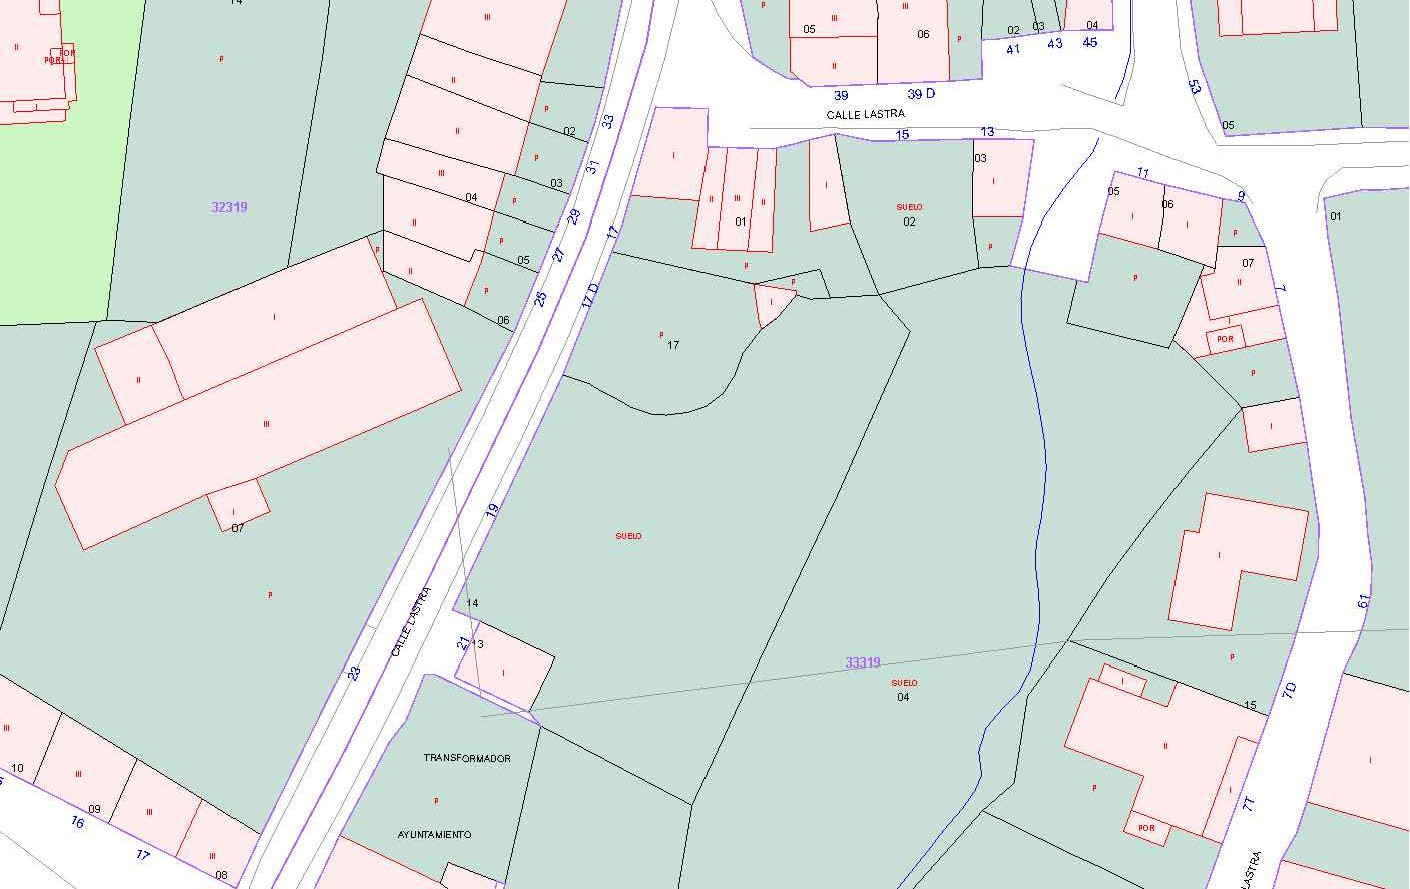 14
III
05
III
III
06
P
02
03
04
41
43
45
II
POR
POR
P
P
II
II
39
39 D
53
CALLE LASTRA
P
33
02
II
15
13
05
I
03
P
31
III
03
I
11
9
04
P
I
I
05
06
32319
29
II
III
II
01
SUELO
02
I
I
01
II
P
27
17
P
P
P
07
05
II
P
P
P
25
17 D
I
II
7
I
06
P
17
I
POR
II
P
III
I
19
I
07
SUELO
I
P
14
61
CALLE LASTRA
21
13
I
33319
P
23
SUELO
04
I
7D
15
III
II
TRANSFORMADOR
I
10
III
P
P
I
09
III
7T
16
AYUNTAMIENTO
POR
17
III
08
LASTRA